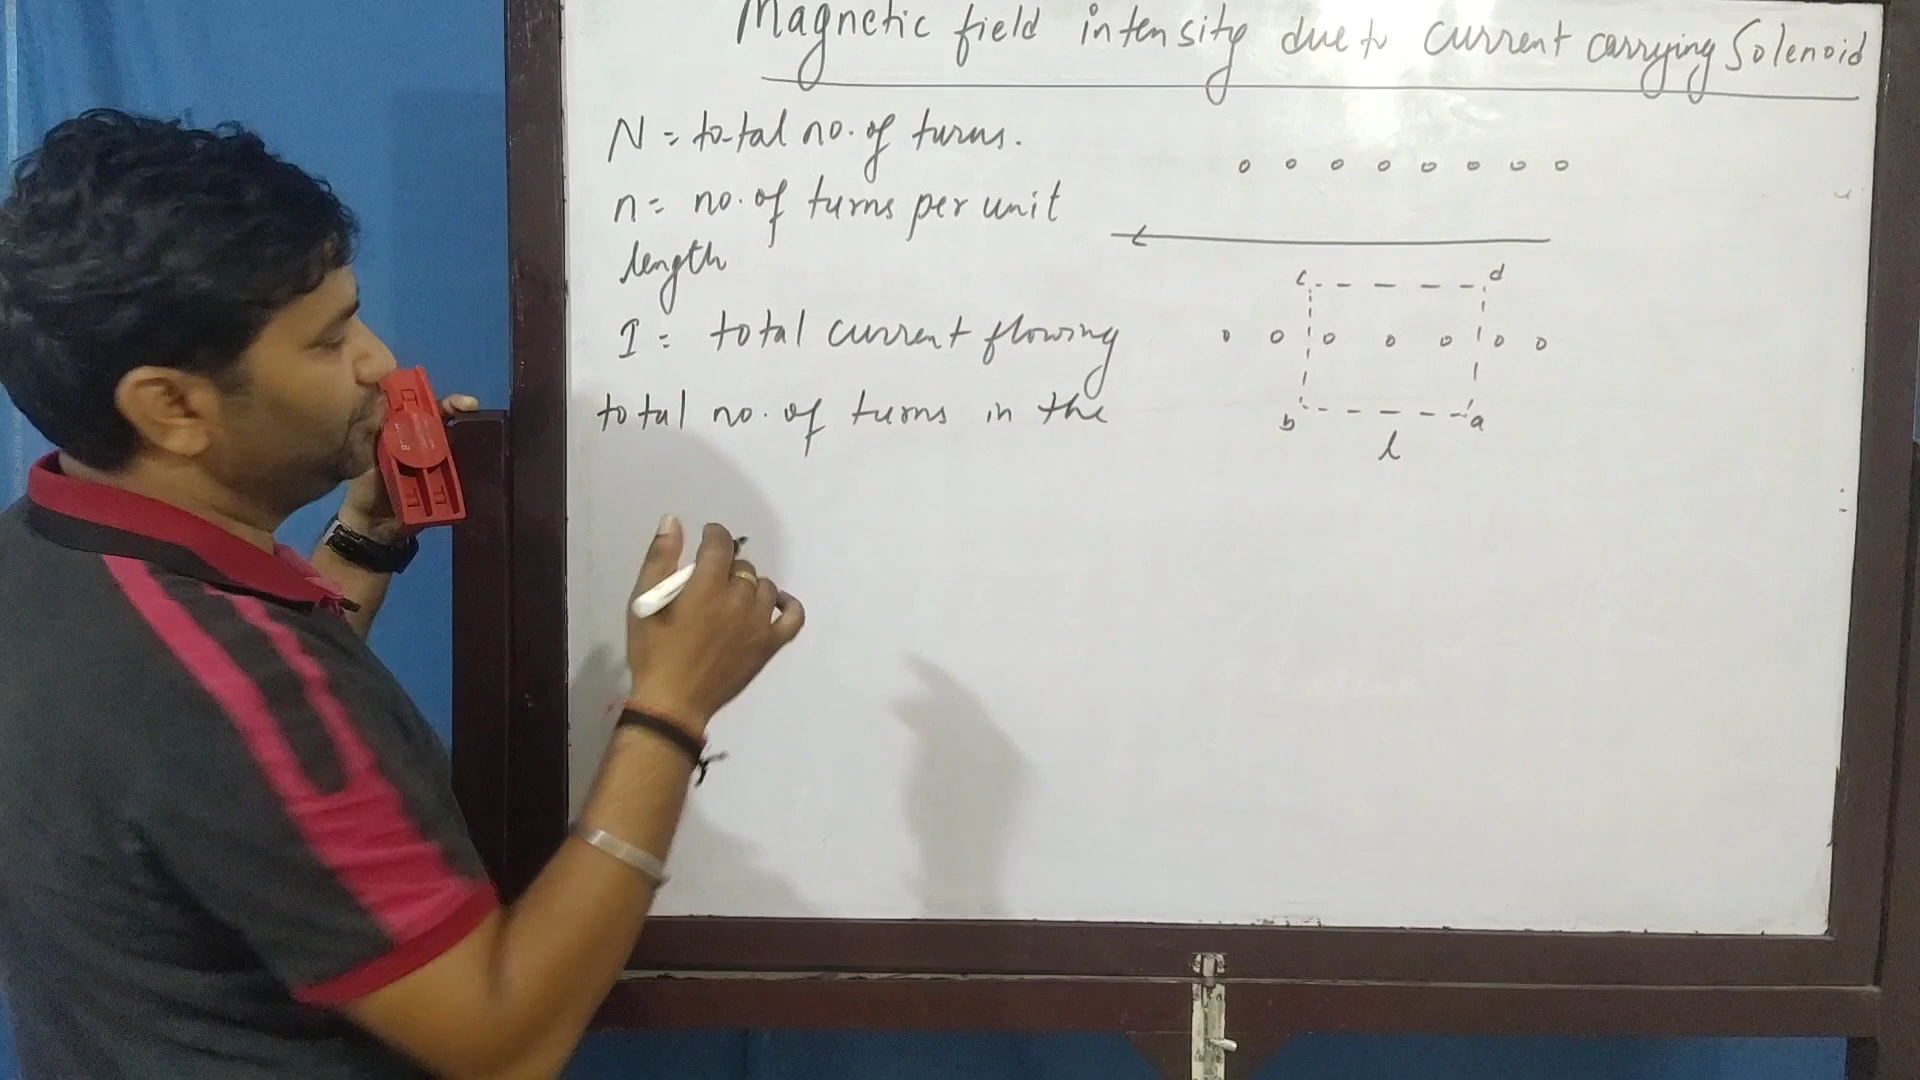 Magnetic field intensity due to current carrying Solenoid
N = total no. of turns.
n = no. of turns per unit
length
I = total current flowing
total no. of turns in the
c d
b a
l